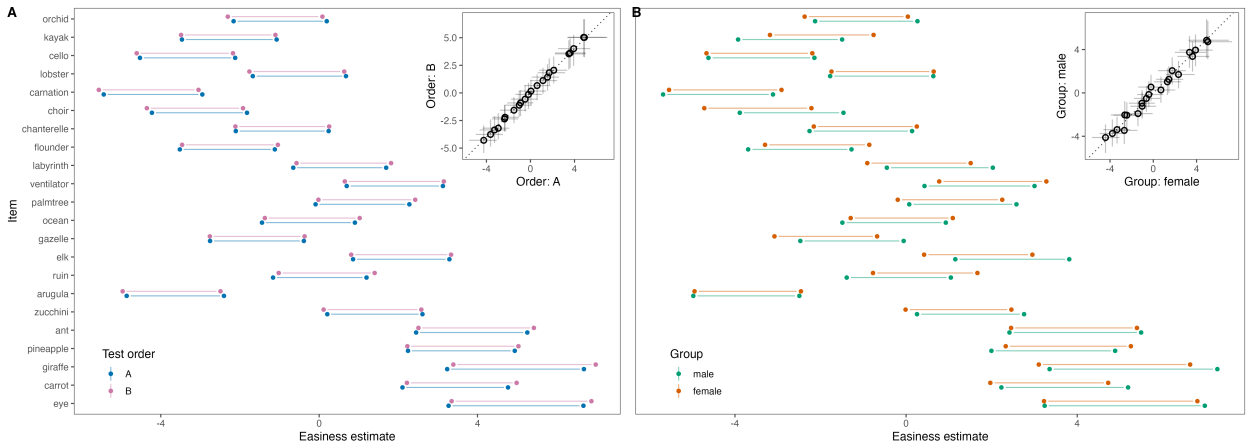 A
Item
orchid
kayak
cello
lobster
carnation
choir
chanterelle
flounder
labyrinth
ventilator
palmtree
ocean
gazelle
elk
ruin
arugula
zucchini
ant
pineapple
giraffe
carrot
eye
Order: B
5.0
2.5
0.0
-2.5
-5.0
-4 0 4
Order: A
Test order
A
B
-4 0 4
Easiness estimate
B
Group: male
4
0
-4
-4 0 4
Group: female
Group
male
female
-4 0 4
Easiness estimate